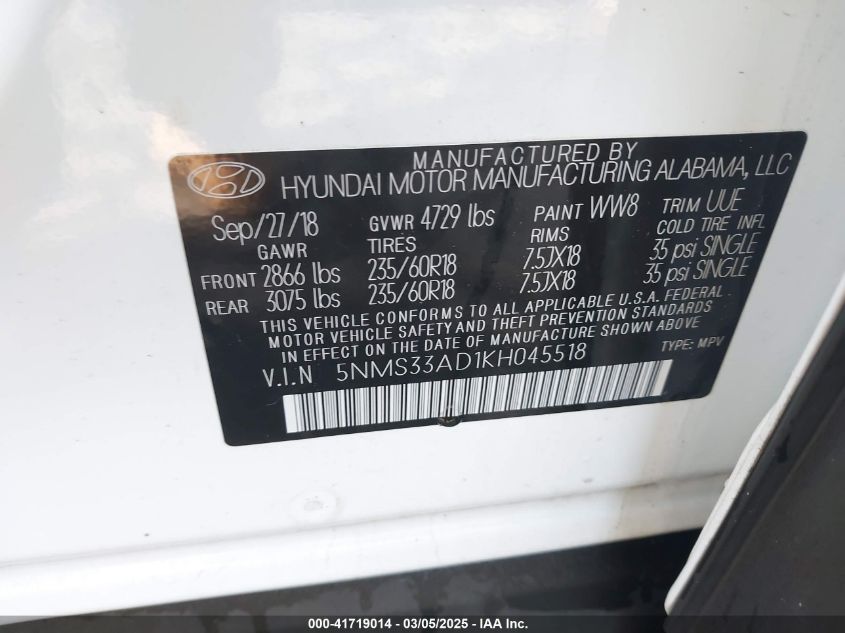 MANUFACTURED BY
HYUNDAI MOTOR MANUFACTURING ALABAMA, LLC
Sep/27/18 GVWR 4729 lbs PAINT WW8 TRIM UUE
GAWR TIRES RIMS COLD TIRE INFL
FRONT 2866 lbs 235/60R18 7.5JX18 35 psi SINGLE
REAR 3075 lbs 235/60R18 7.5JX18 35 psi SINGLE
THIS VEHICLE CONFORMS TO ALL APPLICABLE U.S.A. FEDERAL
MOTOR VEHICLE SAFETY AND THEFT PREVENTION STANDARDS
IN EFFECT ON THE DATE OF MANUFACTURE SHOWN ABOVE
V.I.N 5NMS33AD1KH045518 TYPE: MPV
000-41719014 — 03/05/2025 - IAA Inc.